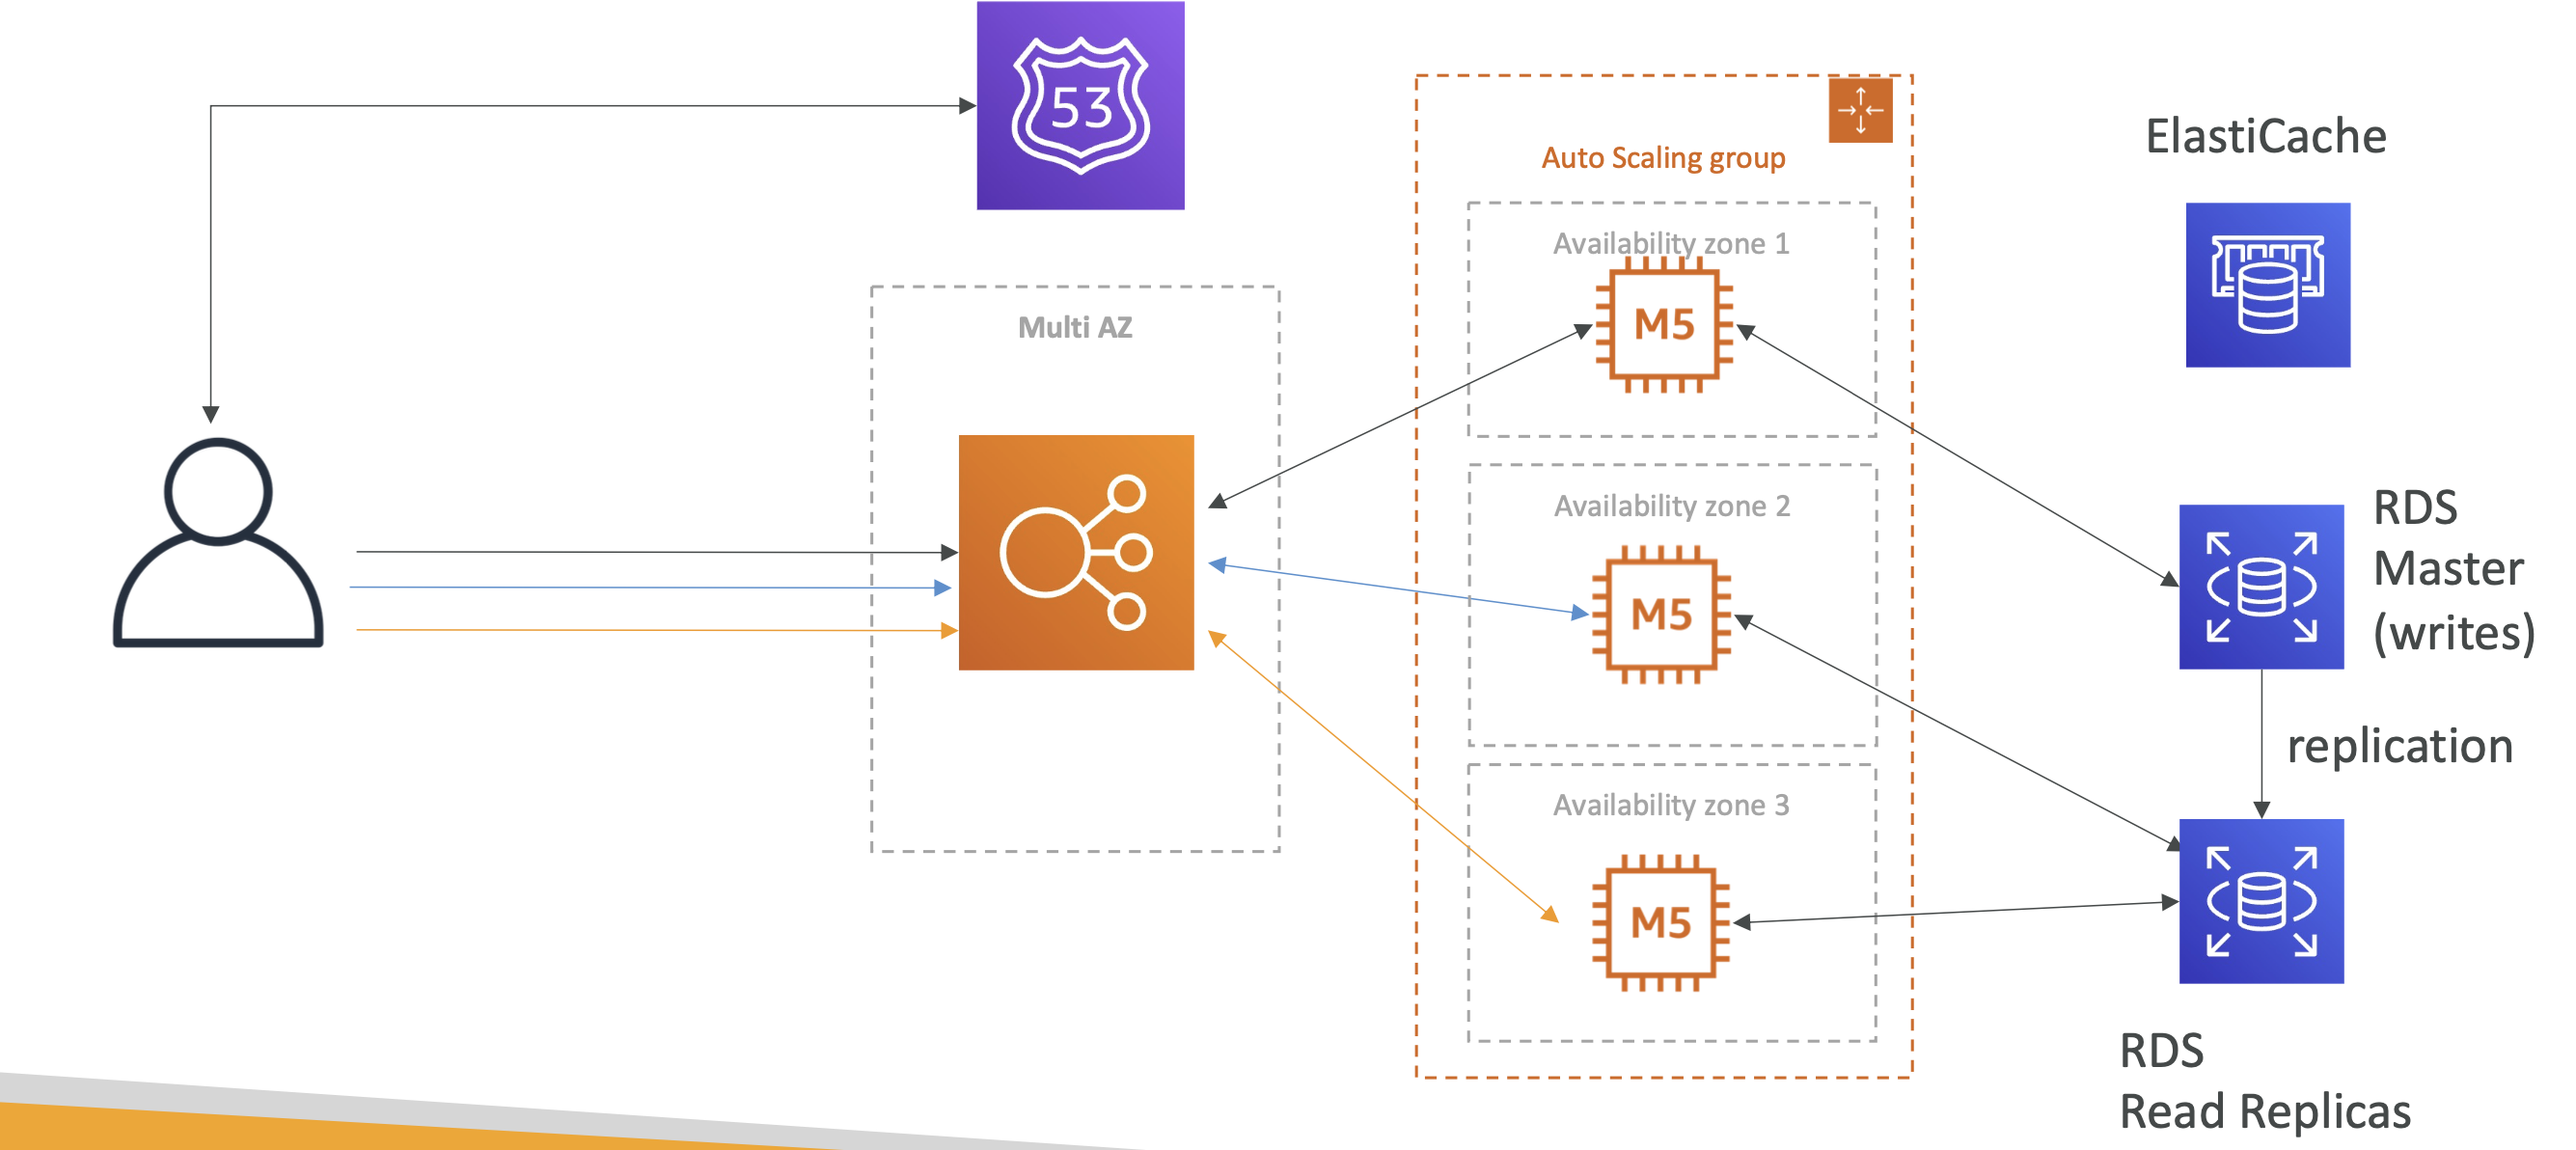 53
Auto Scaling group
ElastiCache
Availability zone 1
M5
Multi AZ
Availability zone 2
M5
RDS
Master
(writes)
replication
Availability zone 3
M5
RDS
Read Replicas